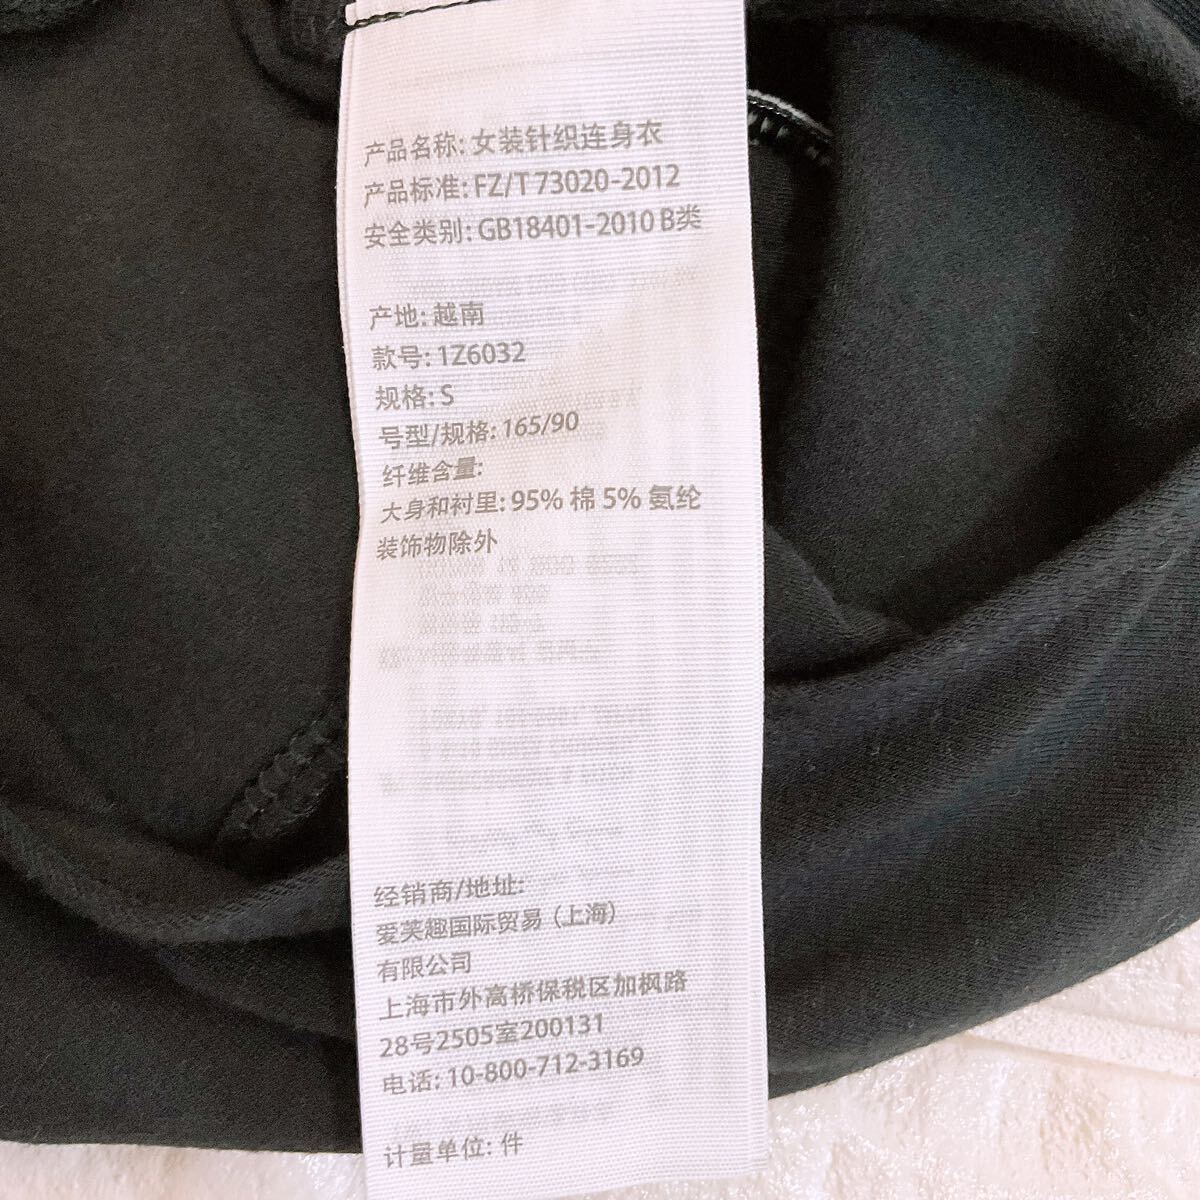 产品名称: 女装针织连身衣
产品标准: FZ/T 73020-2012
安全类别: GB18401-2010 B类
产地: 越南
款号: 1Z6032
规格: S
号型/规格: 165/90
纤维含量:
大身和衬里: 95% 棉 5% 氨纶
装饰物除外
经销商/地址:
爱芙趣国际贸易 (上海)
有限公司
上海市外高桥保税区加枫路
28号2505室200131
电话: 10-800-712-3169
计量单位: 件